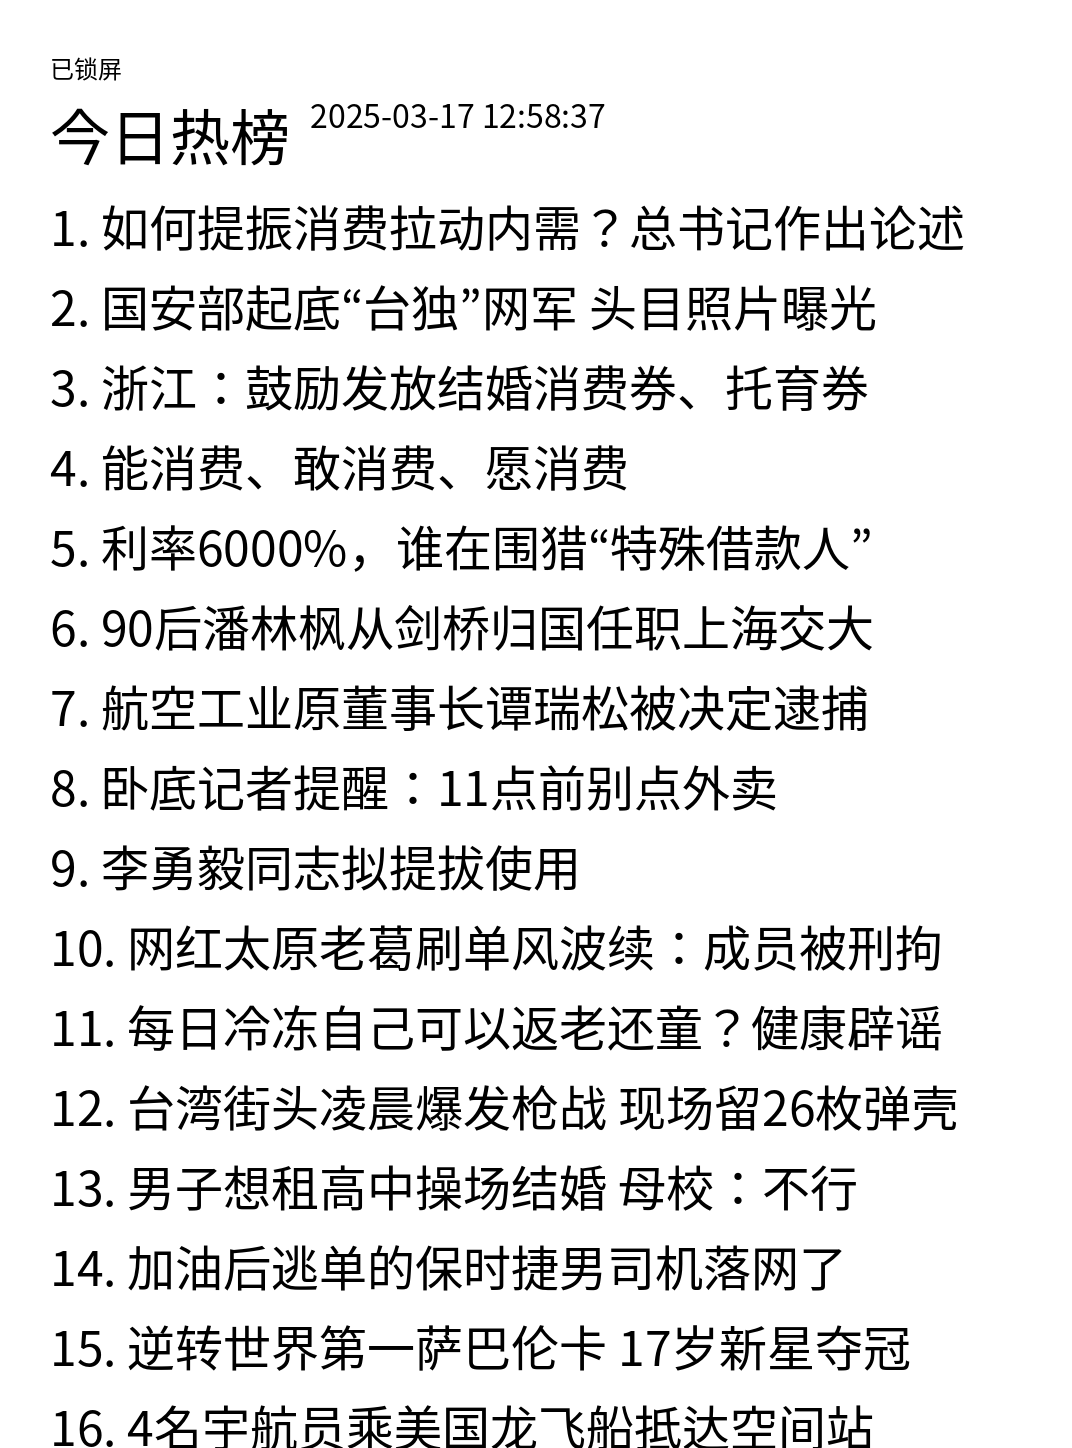 已锁屏
今日热榜 2025-03-17 12:58:37
1. 如何提振消费拉动内需？总书记作出论述
2. 国安部起底“台独”网军 头目照片曝光
3. 浙江：鼓励发放结婚消费券、托育券
4. 能消费、敢消费、愿消费
5. 利率6000%，谁在围猎“特殊借款人”
6. 90后潘林枫从剑桥归国任职上海交大
7. 航空工业原董事长谭瑞松被决定逮捕
8. 卧底记者提醒：11点前别点外卖
9. 李勇毅同志拟提拔使用
10. 网红太原老葛刷单风波续：成员被刑拘
11. 每日冷冻自己可以返老还童？健康辟谣
12. 台湾街头凌晨爆发枪战 现场留26枚弹壳
13. 男子想租高中操场结婚 母校：不行
14. 加油后逃单的保时捷男司机落网了
15. 逆转世界第一萨巴伦卡 17岁新星夺冠
16. 4名宇航员乘美国龙飞船抵达空间站